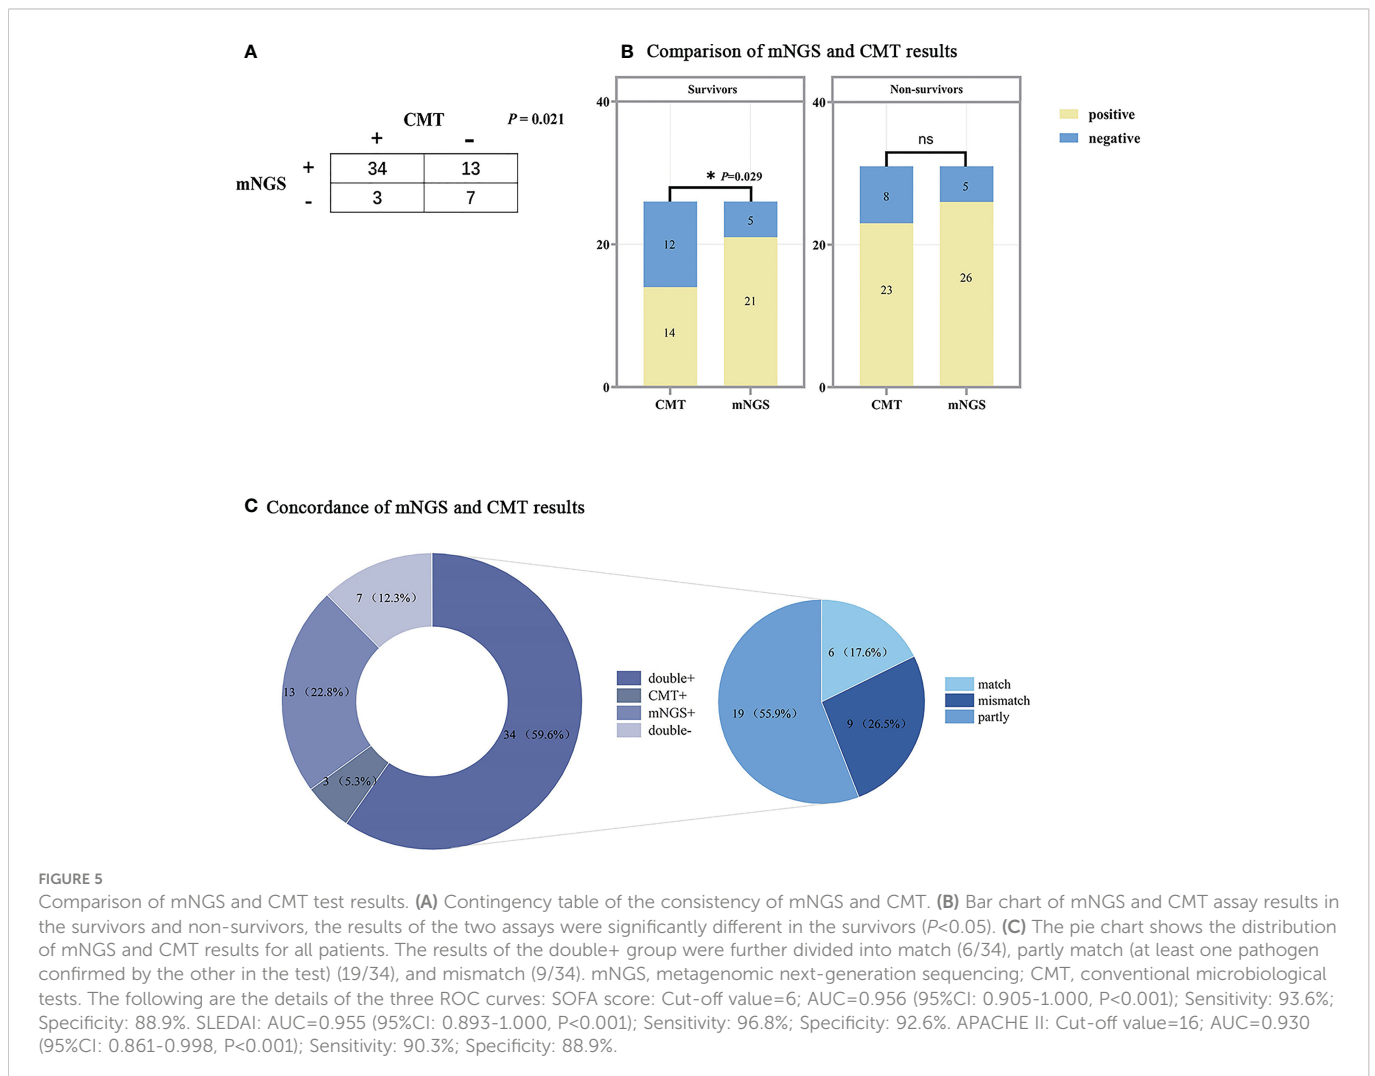 A
CMT
P = 0.021
+ -
mNGS
+ 34 13
- 3 7
B Comparison of mNGS and CMT results
Survivors
Non-survivors
40
20
0
* P=0.029
12
14
5
21
CMT mNGS
40
20
0
ns
8
23
5
26
CMT mNGS
positive
negative
C Concordance of mNGS and CMT results
7 （12.3%）
13 （22.8%）
3 （5.3%）
34 （59.6%）
double+
CMT+
mNGS+
double-
6 （17.6%）
19 （55.9%）
9 （26.5%）
match
mismatch
partly
FIGURE 5
Comparison of mNGS and CMT test results. (A) Contingency table of the consistency of mNGS and CMT. (B) Bar chart of mNGS and CMT assay results in
the survivors and non-survivors, the results of the two assays were significantly different in the survivors (P<0.05). (C) The pie chart shows the distribution
of mNGS and CMT results for all patients. The results of the double+ group were further divided into match (6/34), partly match (at least one pathogen
confirmed by the other in the test) (19/34), and mismatch (9/34). mNGS, metagenomic next-generation sequencing; CMT, conventional microbiological
tests. The following are the details of the three ROC curves: SOFA score: Cut-off value=6; AUC=0.956 (95%CI: 0.905-1.000, P<0.001); Sensitivity: 93.6%;
Specificity: 88.9%. SLEDAI: AUC=0.955 (95%CI: 0.893-1.000, P<0.001); Sensitivity: 96.8%; Specificity: 92.6%. APACHE II: Cut-off value=16; AUC=0.930
(95%CI: 0.861-0.998, P<0.001); Sensitivity: 90.3%; Specificity: 88.9%.